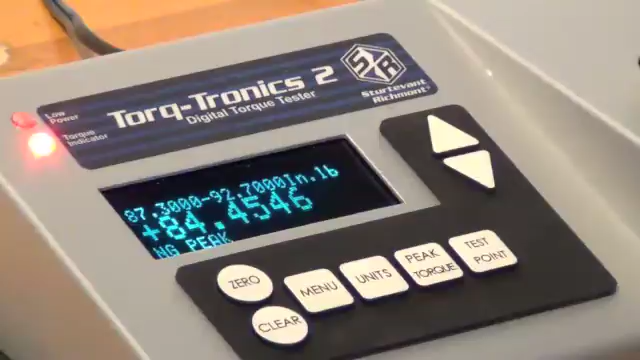 Low
Power
Torque
Indicator
Torq-Tronics 2
Digital Torque Tester
S/R
Sturtevant
Richmont®
87.3000-92.7000In.lb
+84.4546
NG PEAK
ZERO
MENU
UNITS
PEAK
TORQUE
TEST
POINT
CLEAR